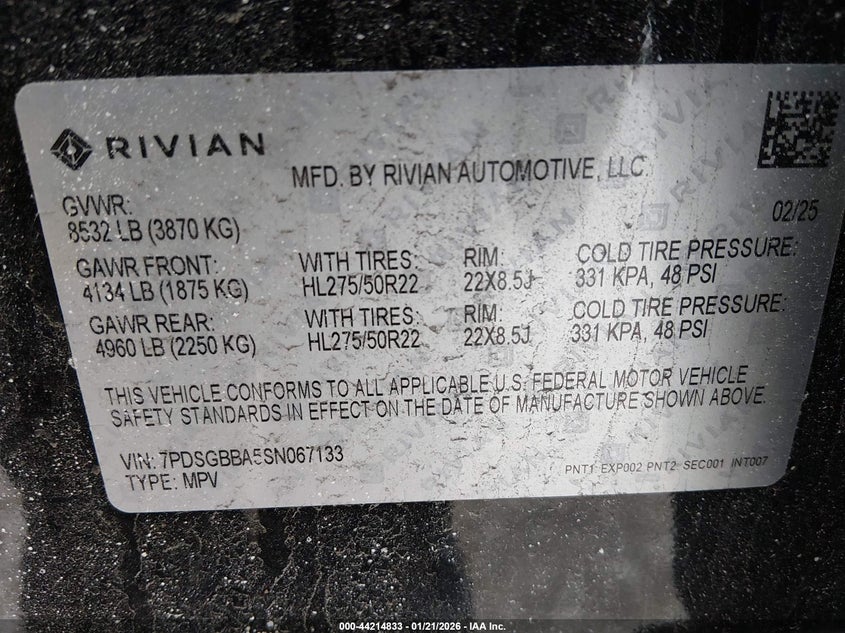 RIVIAN
MFD. BY RIVIAN AUTOMOTIVE, LLC.
02/25
GVWR:
8532 LB (3870 KG)
GAWR FRONT: WITH TIRES: RIM: COLD TIRE PRESSURE:
4134 LB (1875 KG) HL275/50R22 22X8.5J 331 KPA, 48 PSI
GAWR REAR: WITH TIRES: RIM: COLD TIRE PRESSURE:
4960 LB (2250 KG) HL275/50R22 22X8.5J 331 KPA, 48 PSI
THIS VEHICLE CONFORMS TO ALL APPLICABLE U.S. FEDERAL MOTOR VEHICLE
SAFETY STANDARDS IN EFFECT ON THE DATE OF MANUFACTURE SHOWN ABOVE.
VIN: 7PDSGBBA5SN067133
TYPE: MPV
PNT1 EXP002 PNT2 SEC001 INT007
000-44214833 - 01/21/2026 - IAA Inc.